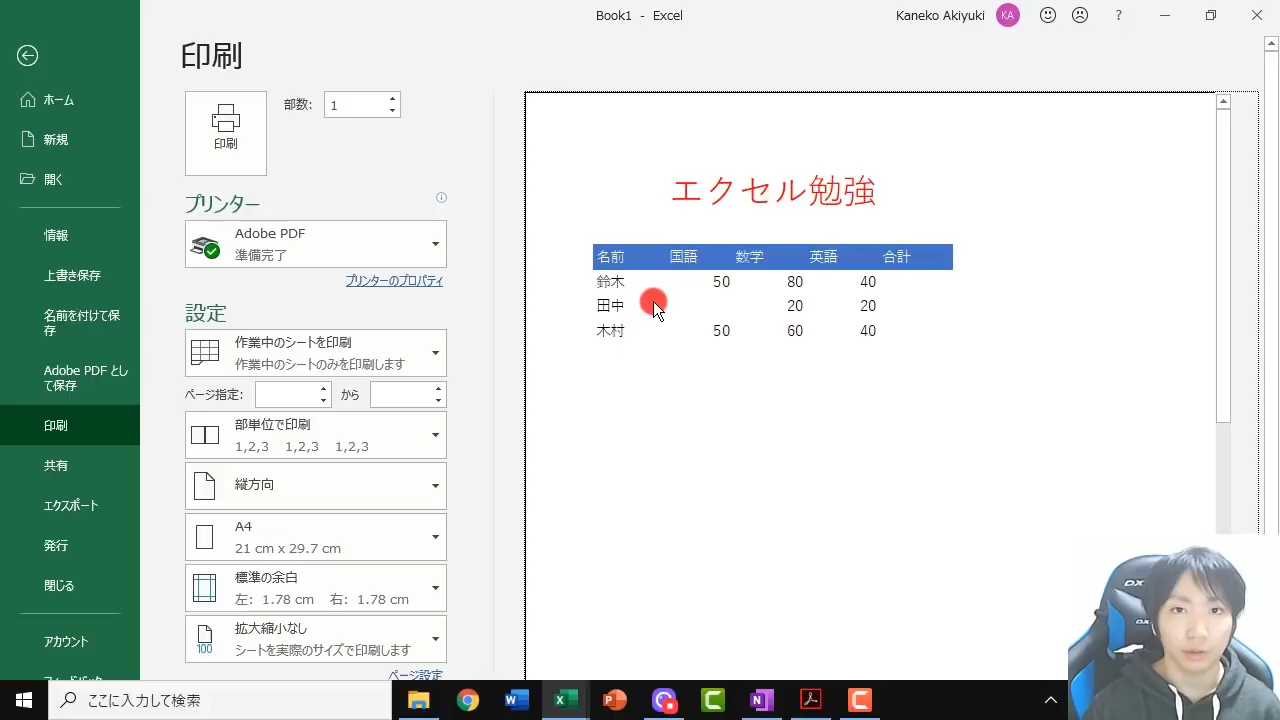 Book1 - Excel
Kaneko Akiyuki
KA
?
印刷
ホーム
新規
開く
情報
上書き保存
名前を付けて保
存
Adobe PDF とし
て保存
印刷
共有
エクスポート
発行
閉じる
アカウント
印刷
部数: 1
プリンター
Adobe PDF
準備完了
プリンターのプロパティ
設定
作業中のシートを印刷
作業中のシートのみを印刷します
ページ指定: から
部単位で印刷
1,2,3 1,2,3 1,2,3
縦方向
A4
21 cm x 29.7 cm
標準の余白
左: 1.78 cm 右: 1.78 cm
拡大縮小なし
シートを実際のサイズで印刷します
100
ページ設定
エクセル勉強
名前 国語 数学 英語 合計
鈴木 50 80 40
田中 20 20
木村 50 60 40
DX
DX
ここに入力して検索